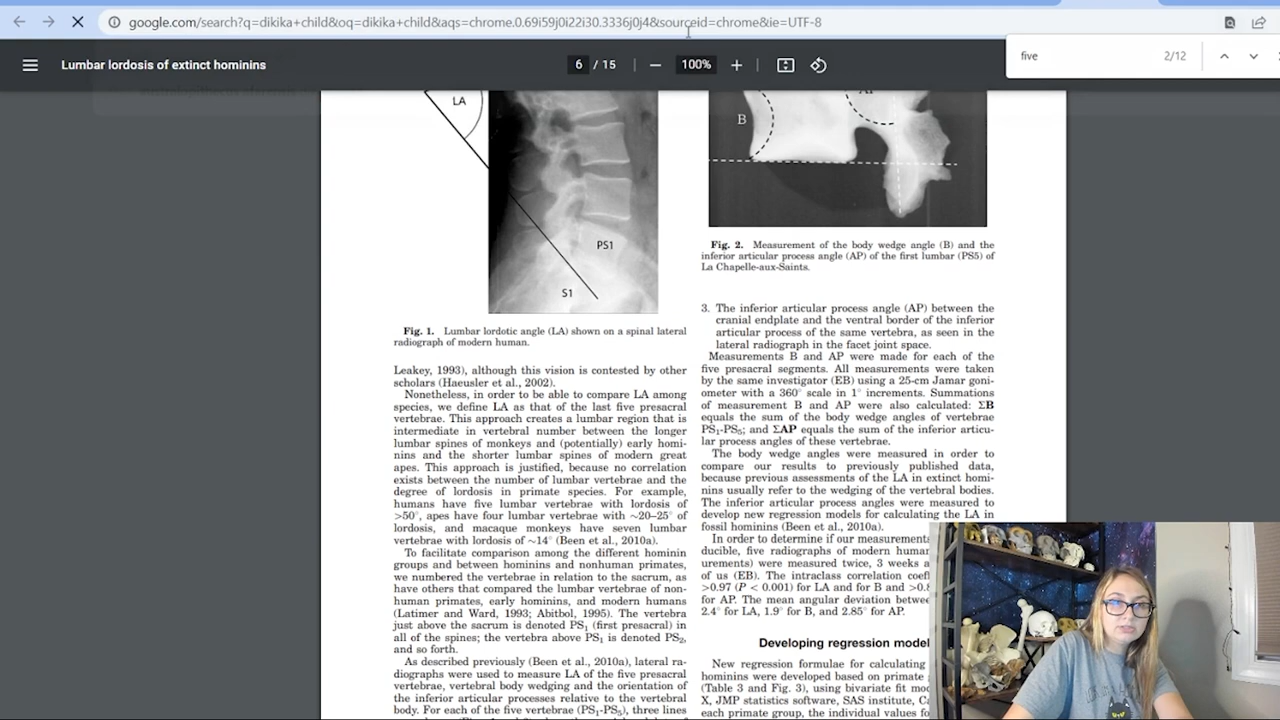 google.com/search?q=dikika+child&oq=dikika+child&aqs=chrome.0.69i59j0i22i30.3336j0j4&sourceid=chrome&ie=UTF-8
five 2/12
Lumbar lordosis of extinct hominins
6 / 15
100%
LA
PS1
S1
Fig. 1. Lumbar lordotic angle (LA) shown on a spinal lateral
radiograph of modern human.
Leakey, 1993), although this vision is contested by other
scholars (Haeusler et al., 2002).
Nonetheless, in order to be able to compare LA among
species, we define LA as that of the last five presacral
vertebrae. This approach creates a lumbar region that is
intermediate in vertebral number between the longer
lumbar spines of monkeys and (potentially) early homi-
nins and the shorter lumbar spines of modern great
apes. This approach is justified, because no correlation
exists between the number of lumbar vertebrae and the
degree of lordosis in primate species. For example,
humans have five lumbar vertebrae with lordosis of
>50°, apes have four lumbar vertebrae with ~20–25° of
lordosis, and macaque monkeys have seven lumbar
vertebrae with lordosis of ~14° (Been et al., 2010a).
To facilitate comparison among the different hominin
groups and between hominins and nonhuman primates,
we numbered the vertebrae in relation to the sacrum, as
have others that compared the lumbar vertebrae of non-
human primates, early hominins, and modern humans
(Latimer and Ward, 1993; Abitbol, 1995). The vertebra
just above the sacrum is denoted PS1 (first presacral) in
all of the spines; the vertebra above PS1 is denoted PS2,
and so forth.
As described previously (Been et al., 2010a), lateral ra-
diographs were used to measure LA of the five presacral
vertebrae, vertebral body wedging and the orientation of
the inferior articular processes relative to the vertebral
body. For each of the five vertebrae (PS1-PS5), three lines
B
AP
Fig. 2. Measurement of the body wedge angle (B) and the
inferior articular process angle (AP) of the first lumbar (PS5) of
La Chapelle-aux-Saints.
3. The inferior articular process angle (AP) between the
cranial endplate and the ventral border of the inferior
articular process of the same vertebra, as seen in the
lateral radiograph in the facet joint space.
Measurements B and AP were made for each of the
five presacral segments. All measurements were taken
by the same investigator (EB) using a 25-cm Jamar goni-
ometer with a 360° scale in 1° increments. Summations
of measurement B and AP were also calculated: ΣB
equals the sum of the body wedge angles of vertebrae
PS1-PS5; and ΣAP equals the sum of the inferior articu-
lar process angles of these vertebrae.
The body wedge angles were measured in order to
compare our results to previously published data,
because previous assessments of the LA in extinct homi-
nins usually refer to the wedging of the vertebral bodies.
The inferior articular process angles were measured to
develop new regression models for calculating the LA in
fossil hominins (Been et al., 2010a).
In order to determine if our measurements
ducible, five radiographs of modern human
urements) were measured twice, 3 weeks a
of us (EB). The intraclass correlation coef
>0.97 (P < 0.001) for LA and for B and >0.8
for AP. The mean angular deviation betwee
2.4° for LA, 1.9° for B, and 2.85° for AP.
Developing regression model
New regression formulae for calculating
hominins were developed based on primate
(Table 3 and Fig. 3), using bivariate fit mod
X, JMP statistics software, SAS institute, Ca
each primate group, the individual values fo